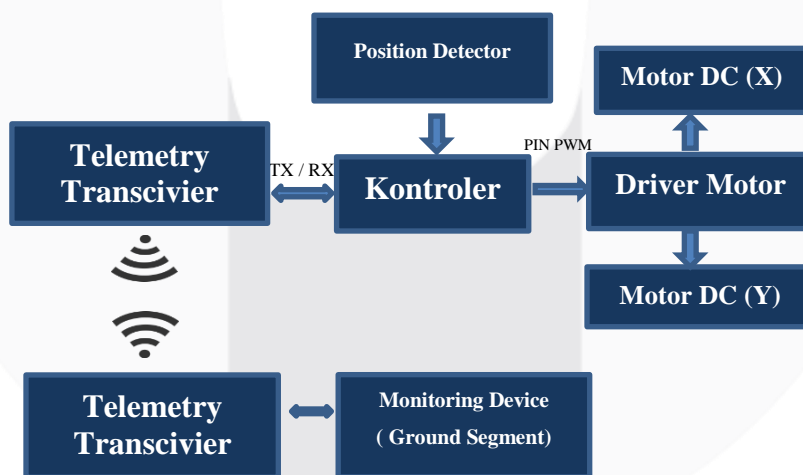 Position Detector
Motor DC (X)
Telemetry
Transcivier
TX / RX
Kontroler
PIN PWM
Driver Motor
Motor DC (Y)
Telemetry
Transcivier
Monitoring Device
( Ground Segment)